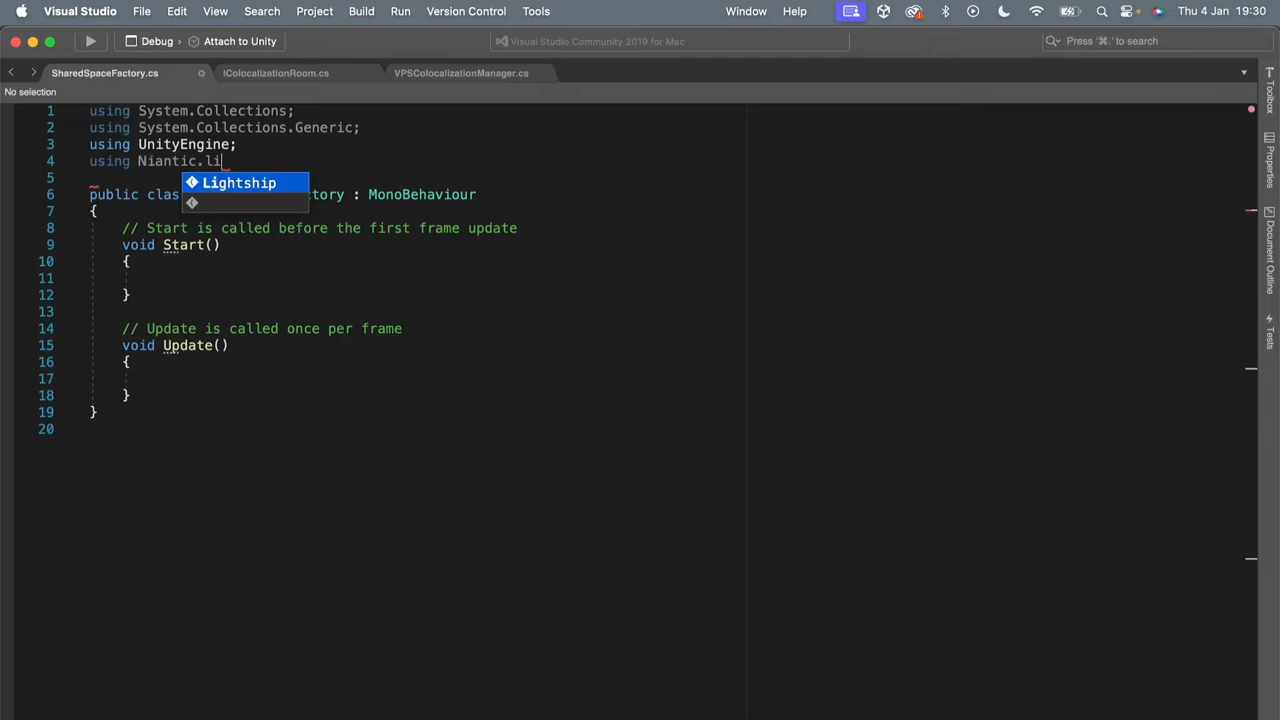 Visual Studio File Edit View Search Project Build Run Version Control Tools Window Help Thu 4 Jan 19:30
Debug › Attach to Unity Visual Studio Community 2019 for Mac Press '⌘.' to search
SharedSpaceFactory.cs IColocalizationRoom.cs VPSColocalizationManager.cs
No selection
1 using System.Collections;
2 using System.Collections.Generic;
3 using UnityEngine;
4 using Niantic.li
5 Lightship
6 public clas tory : MonoBehaviour
7 {
8 // Start is called before the first frame update
9 void Start()
10 {
11
12 }
13
14 // Update is called once per frame
15 void Update()
16 {
17
18 }
19 }
20
Toolbox
Properties
Document Outline
Tests